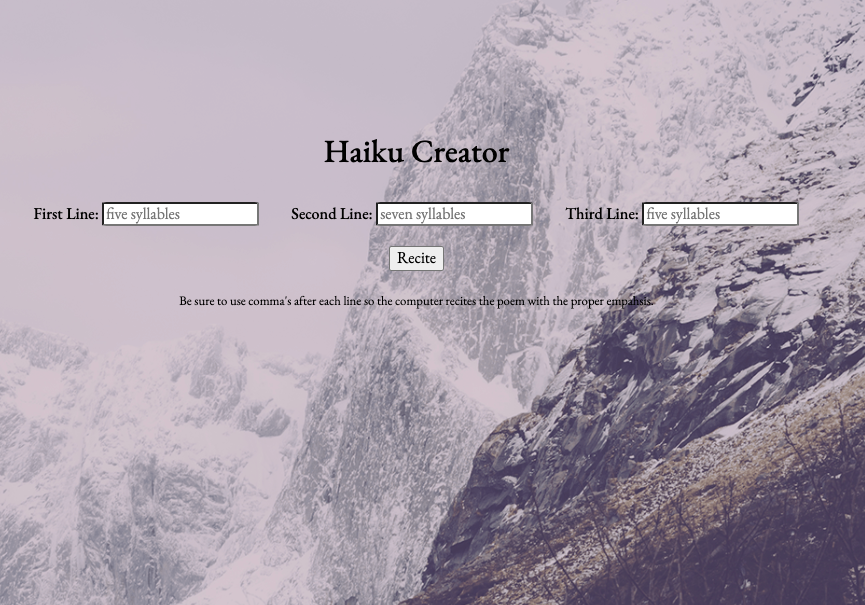 Haiku Creator
First Line: five syllables Second Line: seven syllables Third Line: five syllables
Recite
Be sure to use comma's after each line so the computer recites the poem with the proper empahsis.